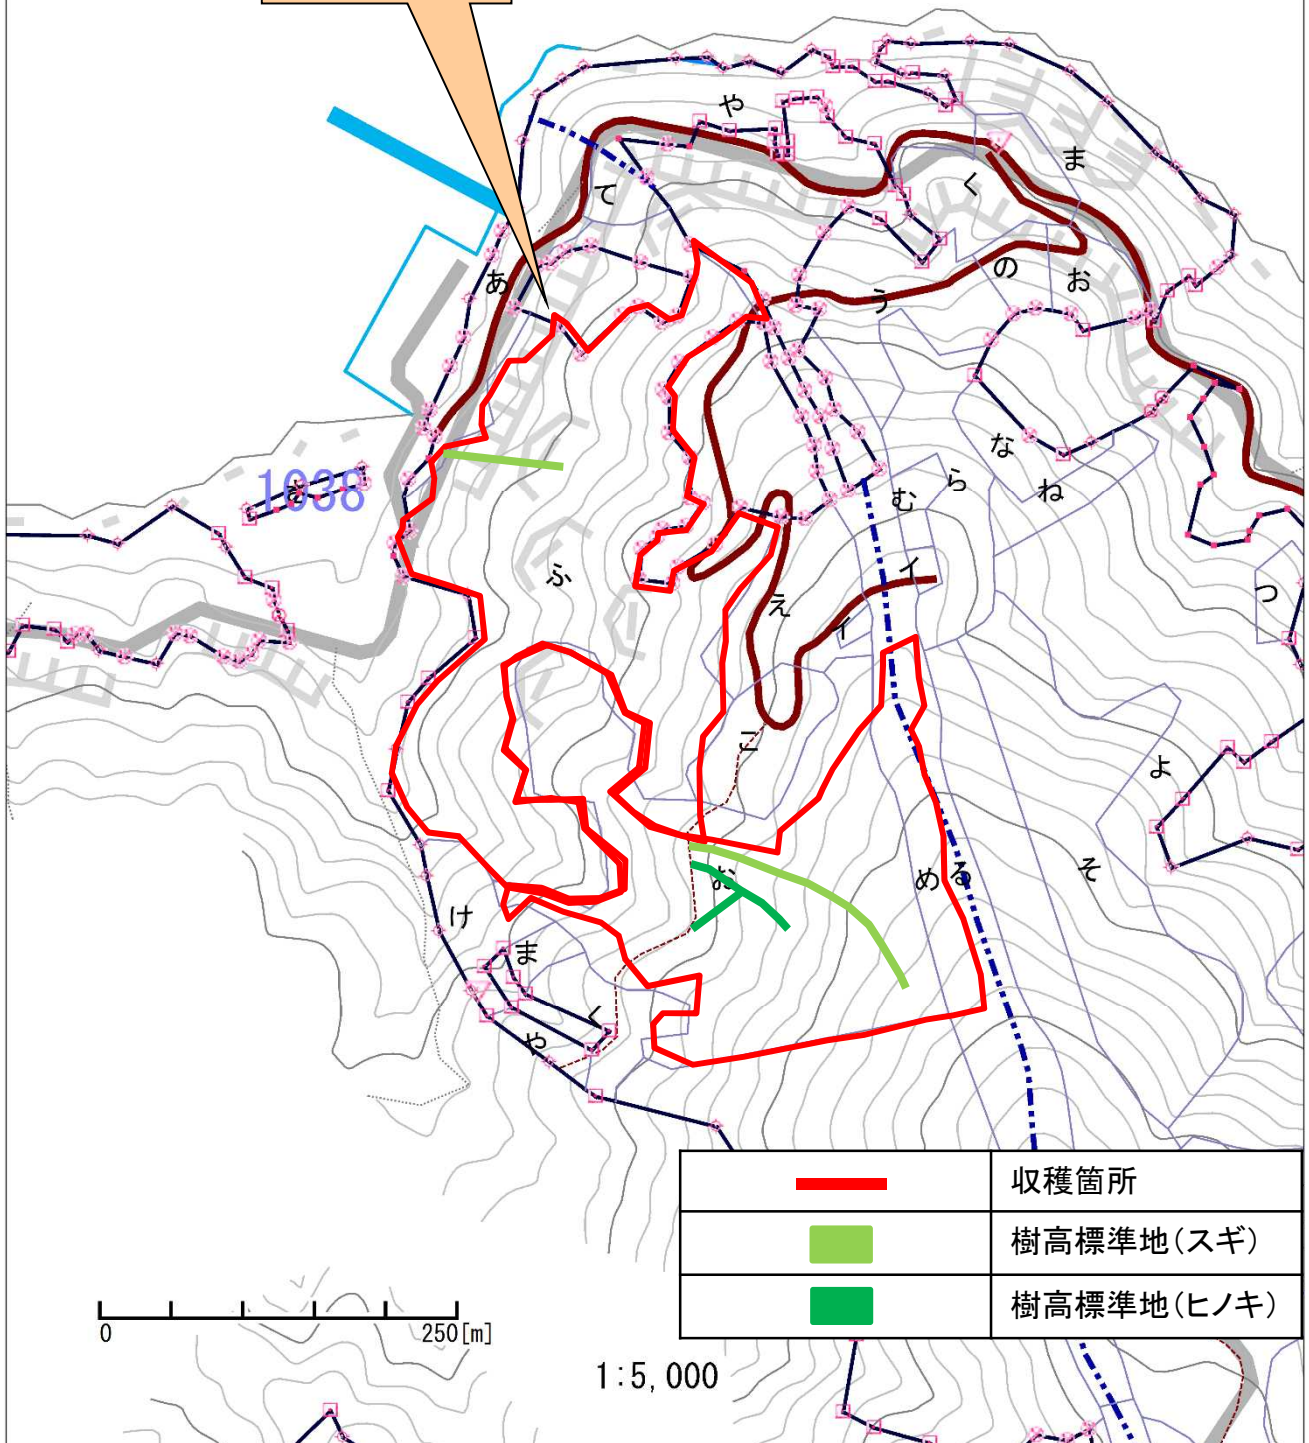 や
ま
て
く
あ
の
お
う
な
1038
む
ら
ね
ふ
イ
つ
え
イ
こ
よ
お
め
る
そ
け
ま
く
や
収穫箇所
樹高標準地(スギ)
樹高標準地(ヒノキ)
0
250[m]
1:5,000